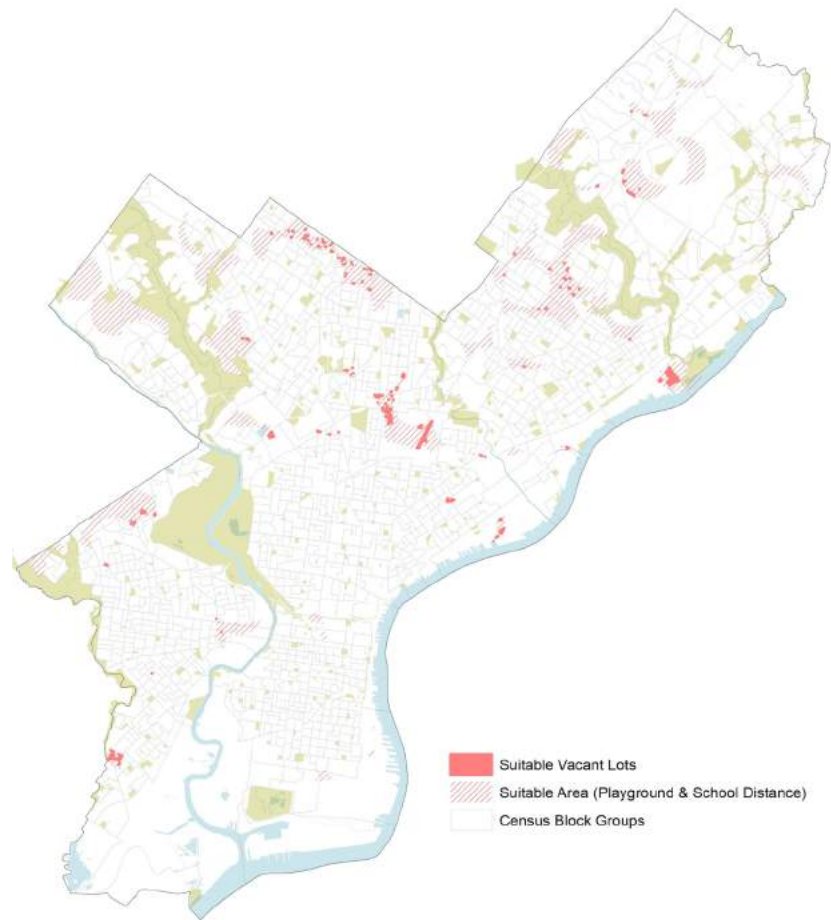 Suitable Vacant Lots
Suitable Area (Playground & School Distance)
Census Block Groups